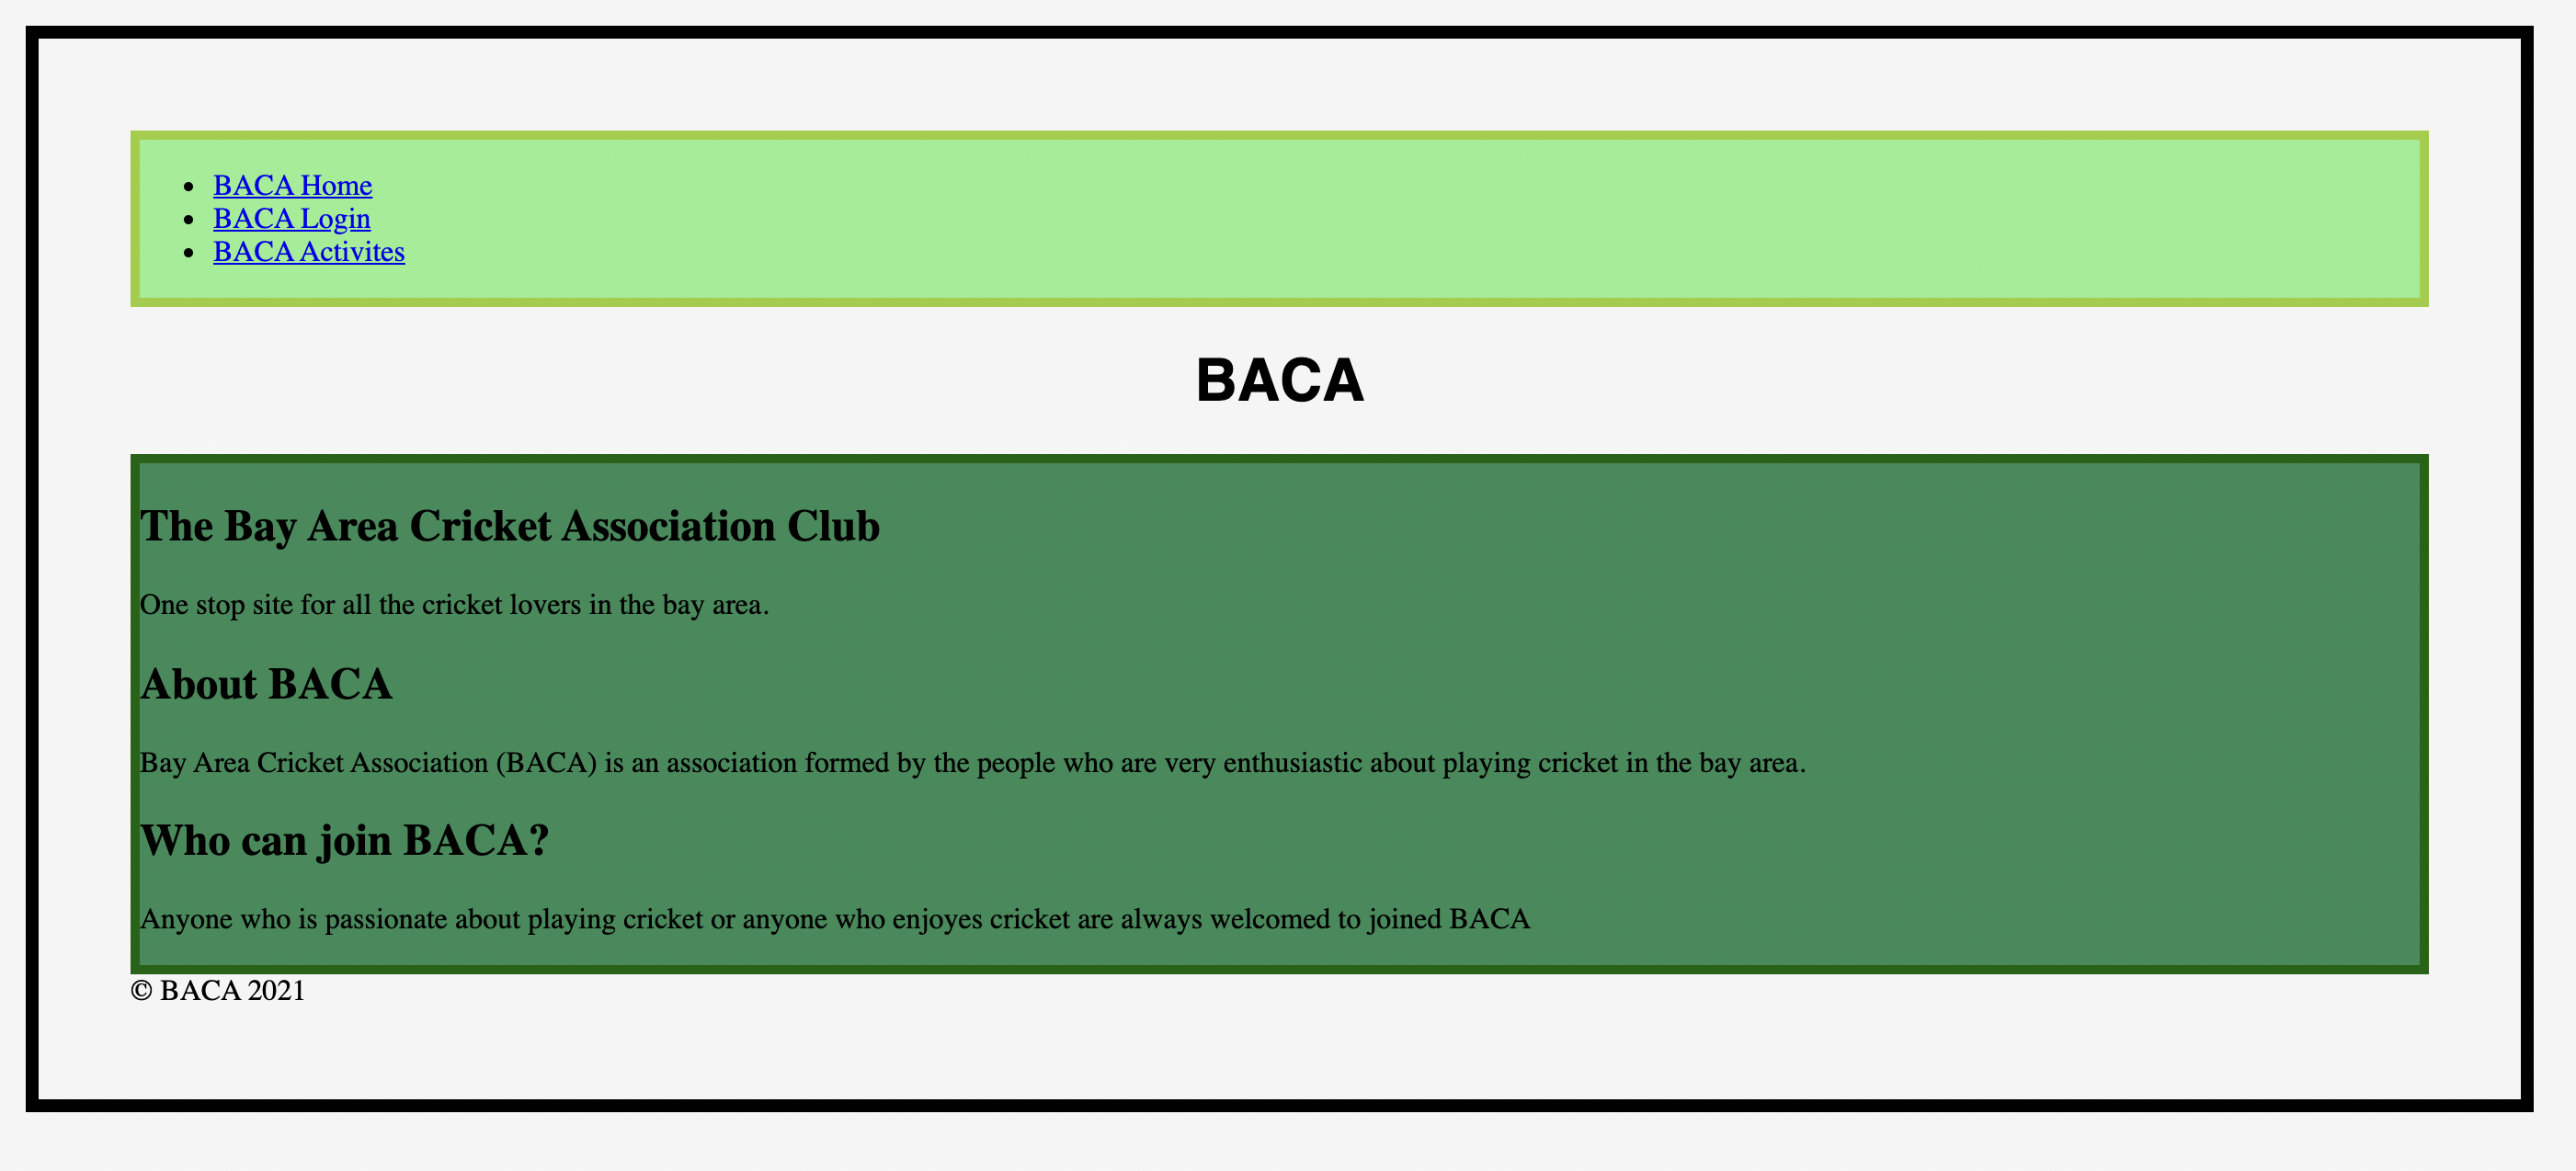 BACA Home
BACA Login
BACA Activites
BACA
The Bay Area Cricket Association Club
One stop site for all the cricket lovers in the bay area.
About BACA
Bay Area Cricket Association (BACA) is an association formed by the people who are very enthusiastic about playing cricket in the bay area.
Who can join BACA?
Anyone who is passionate about playing cricket or anyone who enjoyes cricket are always welcomed to joined BACA
© BACA 2021